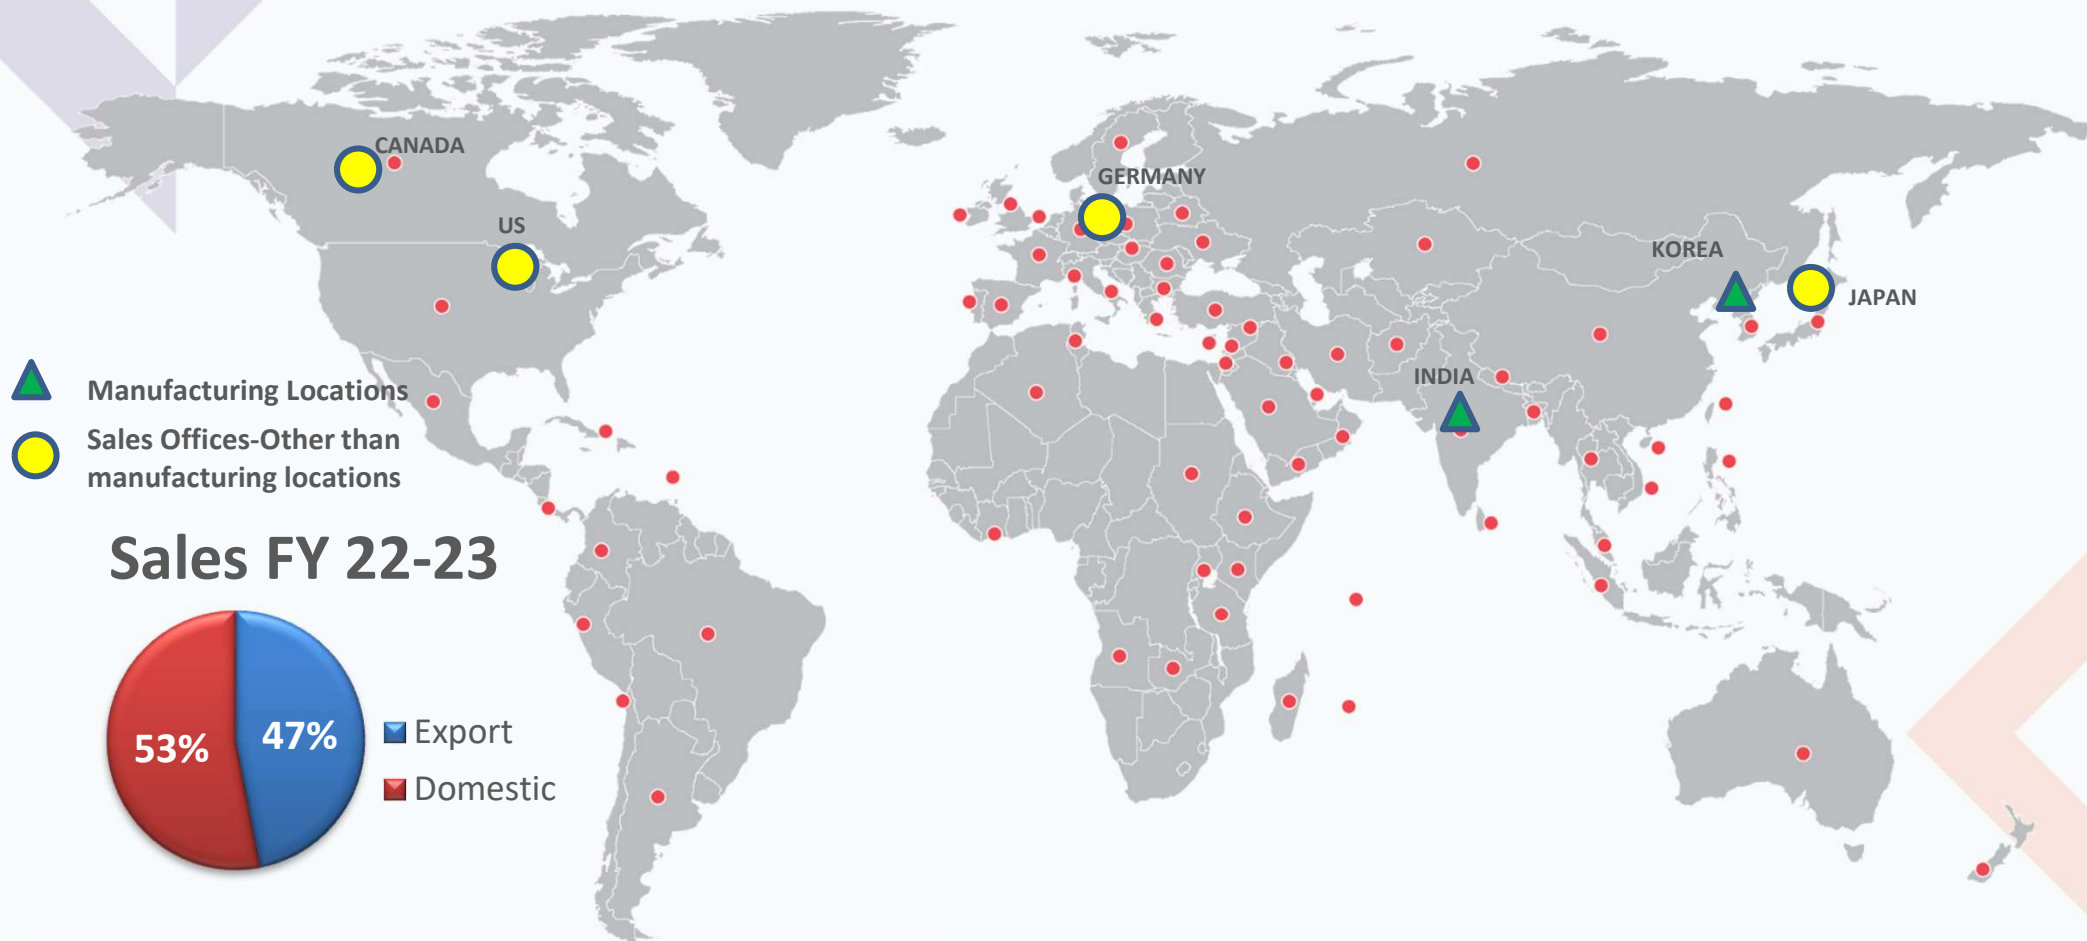 CANADA
US
GERMANY
KOREA
JAPAN
INDIA
Manufacturing Locations
Sales Offices-Other than
manufacturing locations
Sales FY 22-23
53%
47%
Export
Domestic